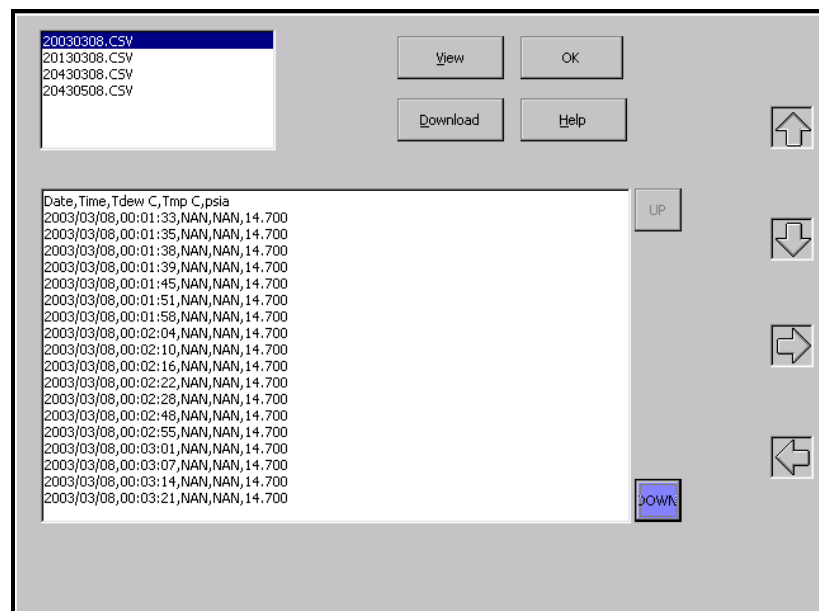 20030308.CSV
20130308.CSV
20430308.CSV
20430508.CSV
View
OK
Download
Help
Date,Time,Tdew C,Tmp C,psia
2003/03/08,00:01:33,NAN,NAN,14.700
2003/03/08,00:01:35,NAN,NAN,14.700
2003/03/08,00:01:38,NAN,NAN,14.700
2003/03/08,00:01:39,NAN,NAN,14.700
2003/03/08,00:01:45,NAN,NAN,14.700
2003/03/08,00:01:51,NAN,NAN,14.700
2003/03/08,00:01:58,NAN,NAN,14.700
2003/03/08,00:02:04,NAN,NAN,14.700
2003/03/08,00:02:10,NAN,NAN,14.700
2003/03/08,00:02:16,NAN,NAN,14.700
2003/03/08,00:02:22,NAN,NAN,14.700
2003/03/08,00:02:28,NAN,NAN,14.700
2003/03/08,00:02:48,NAN,NAN,14.700
2003/03/08,00:02:55,NAN,NAN,14.700
2003/03/08,00:03:01,NAN,NAN,14.700
2003/03/08,00:03:07,NAN,NAN,14.700
2003/03/08,00:03:14,NAN,NAN,14.700
2003/03/08,00:03:21,NAN,NAN,14.700
UP
DOWN